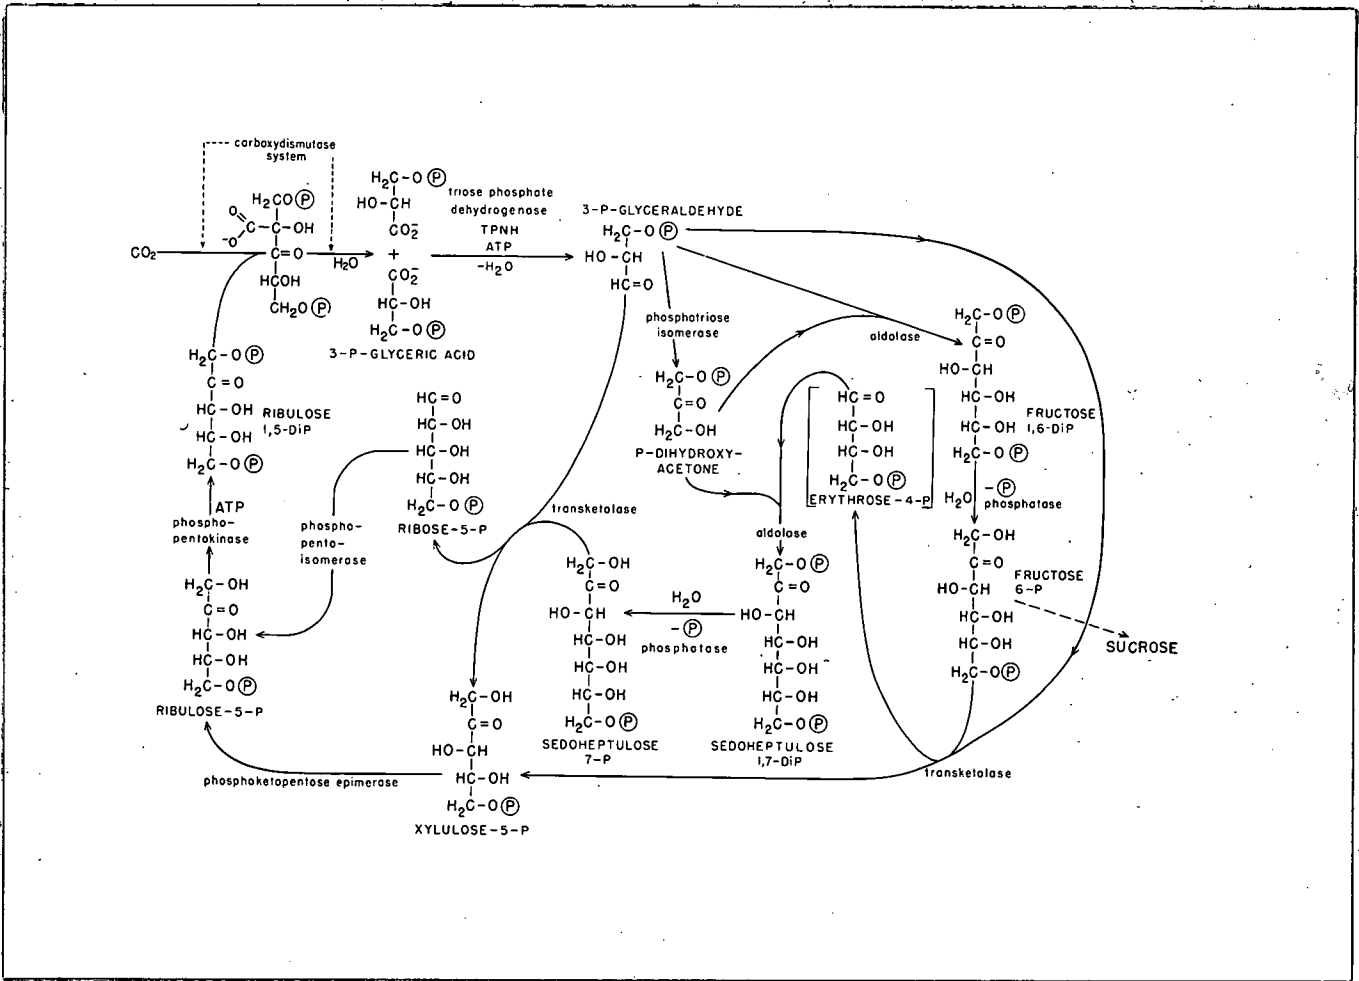 carboxydismutase
system
CO₂
H₂CO(P)
O
⁻O
C-C-OH
C=O
HCOH
CH₂O(P)
H₂O
H₂C-O(P)
HO-CH
CO₂⁻
+
CO₂⁻
HC-OH
H₂C-O(P)
3-P-GLYCERIC ACID
triose phosphate
dehydrogenase
TPNH
ATP
-H₂O
3-P-GLYCERALDEHYDE
H₂C-O(P)
HO-CH
HC=O
phosphotriose
isomerase
H₂C-O(P)
C=O
H₂C-OH
P-DIHYDROXY-
ACETONE
aldolase
H₂C-O(P)
C=O
HO-CH
HC-OH
HC-OH
H₂C-O(P)
FRUCTOSE
1,6-DiP
H₂O
-(P)
phosphatase
H₂C-OH
C=O
HO-CH
HC-OH
HC-OH
H₂C-O(P)
FRUCTOSE
6-P
SUCROSE
HC=O
HC-OH
HC-OH
H₂C-O(P)
ERYTHROSE-4-P
transketolase
aldolase
H₂C-O(P)
C=O
HO-CH
HC-OH
HC-OH
HC-OH
H₂C-O(P)
SEDOHEPTULOSE
1,7-DiP
H₂O
-(P)
phosphatase
H₂C-OH
C=O
HO-CH
HC-OH
HC-OH
HC-OH
H₂C-O(P)
SEDOHEPTULOSE
7-P
transketolase
HC=O
HC-OH
HC-OH
HC-OH
H₂C-O(P)
RIBOSE-5-P
phospho-
pento-
isomerase
H₂C-OH
C=O
HO-CH
HC-OH
H₂C-O(P)
XYLULOSE-5-P
phosphoketopentose epimerase
H₂C-OH
C=O
HC-OH
HC-OH
H₂C-O(P)
RIBULOSE-5-P
ATP
phospho-
pentokinase
H₂C-O(P)
C=O
HC-OH
HC-OH
H₂C-O(P)
RIBULOSE
1,5-DiP